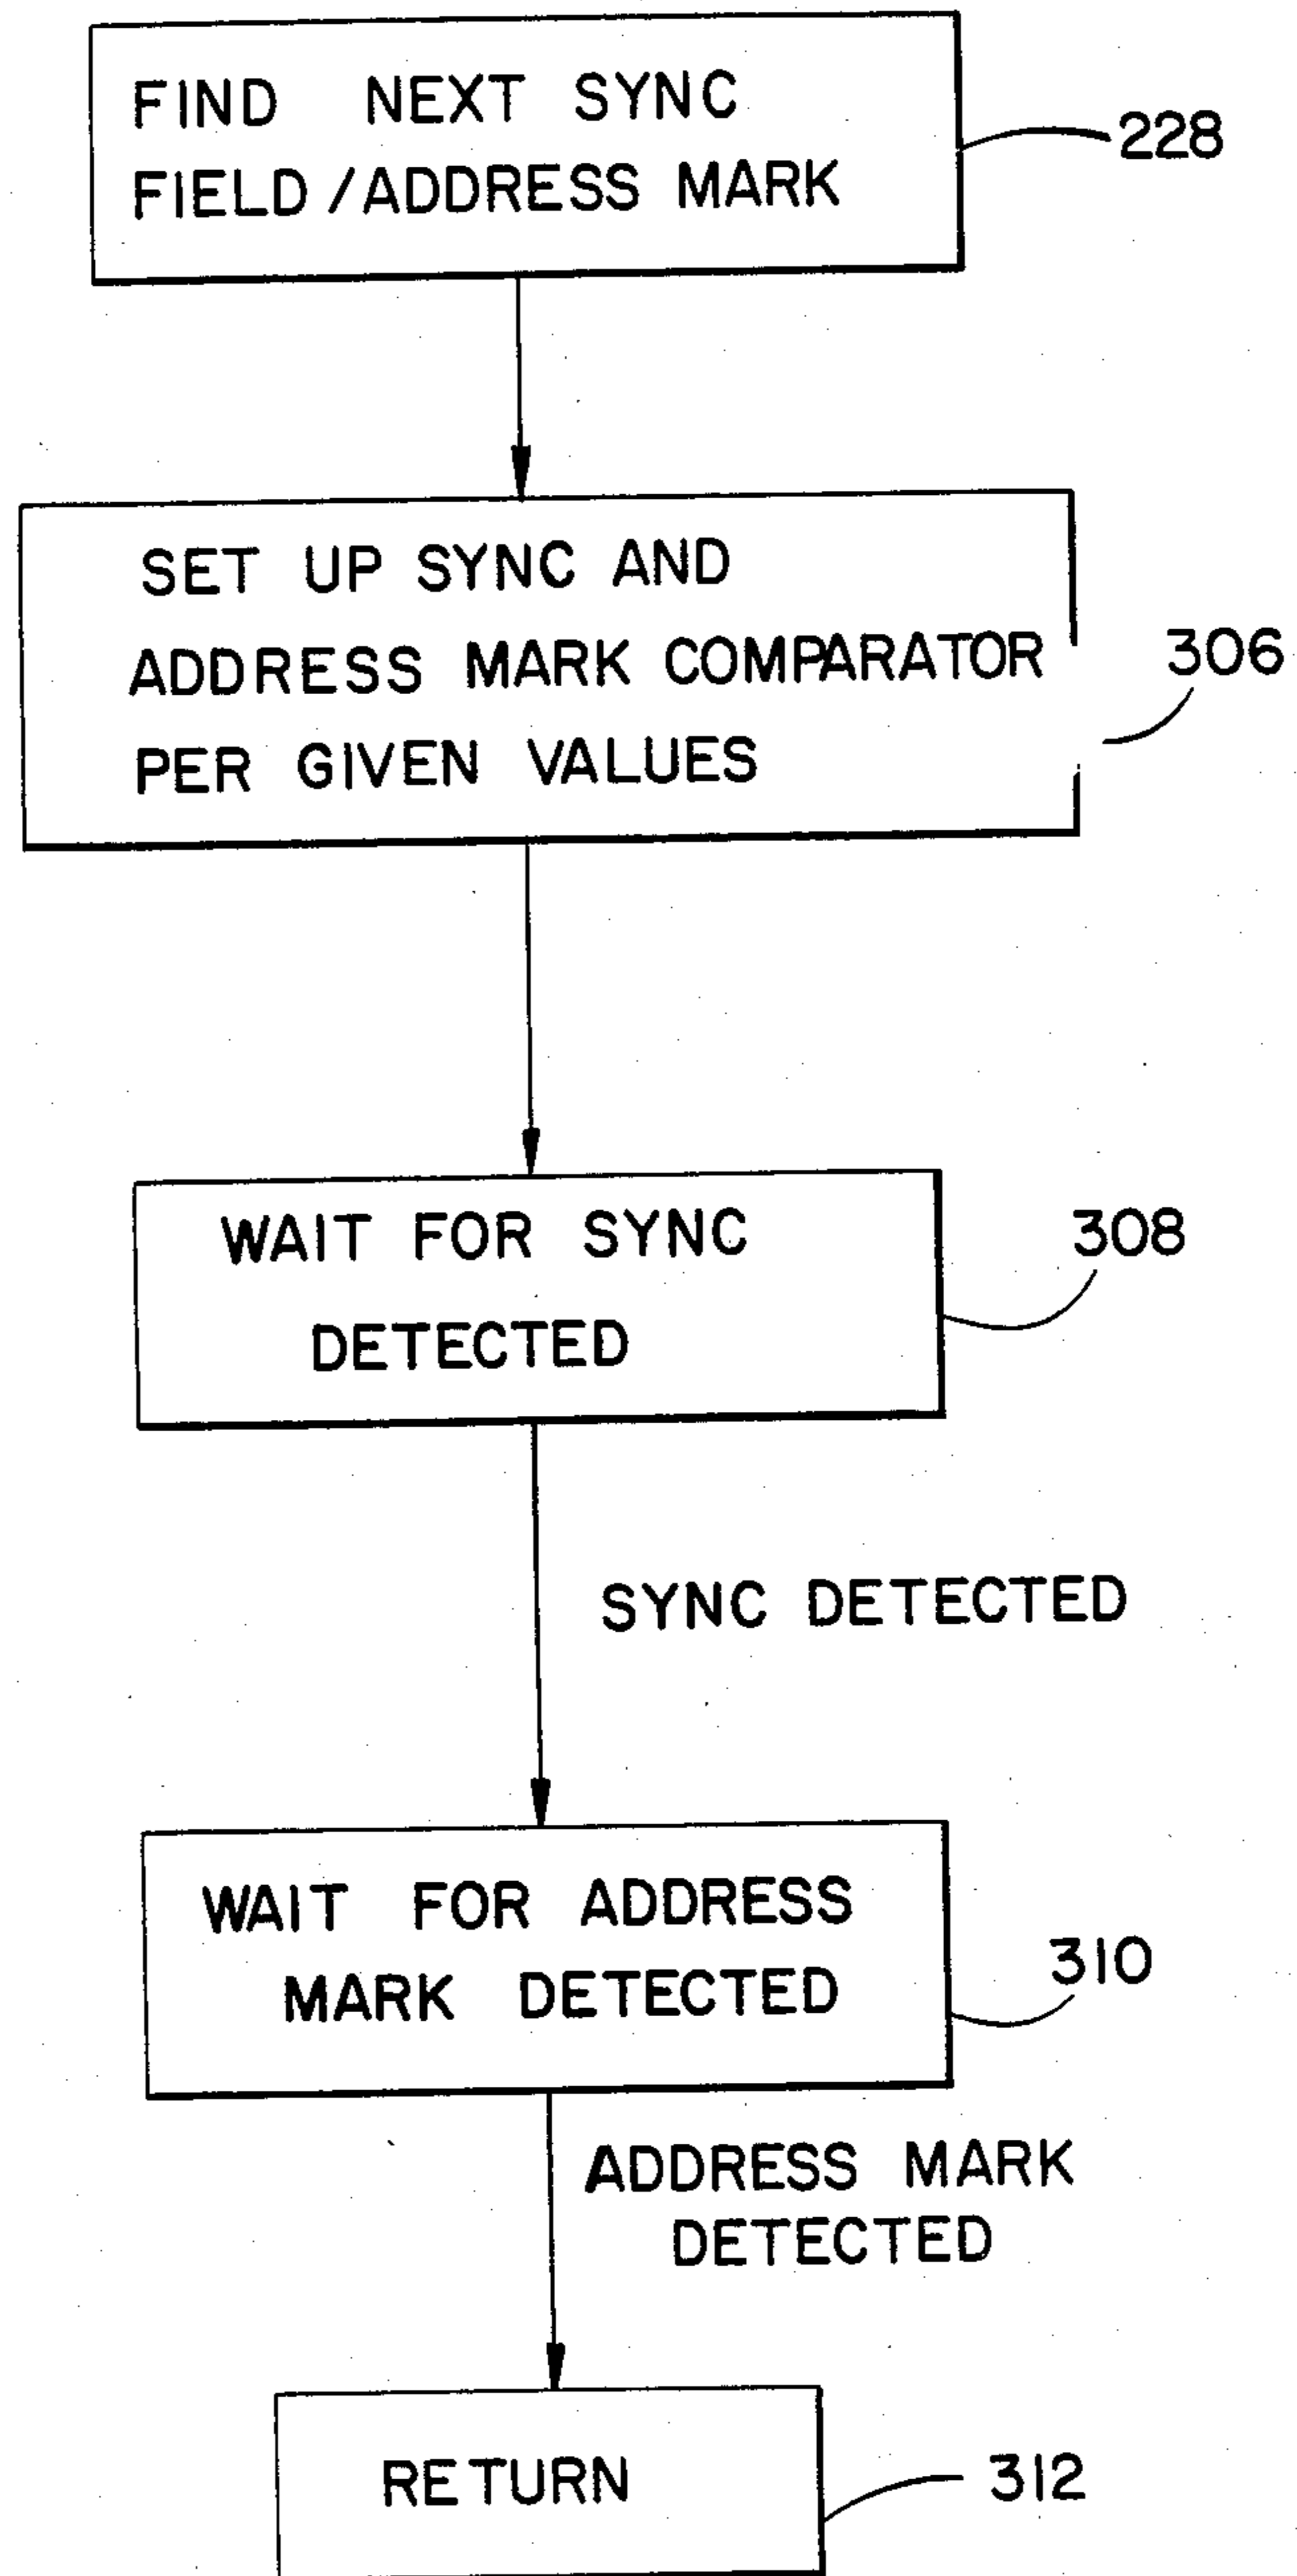 FIND NEXT SYNC
FIELD/ADDRESS MARK
228
SET UP SYNC AND
ADDRESS MARK COMPARATOR
PER GIVEN VALUES
306
WAIT FOR SYNC
DETECTED
308
SYNC DETECTED
WAIT FOR ADDRESS
MARK DETECTED
310
ADDRESS MARK
DETECTED
RETURN
312